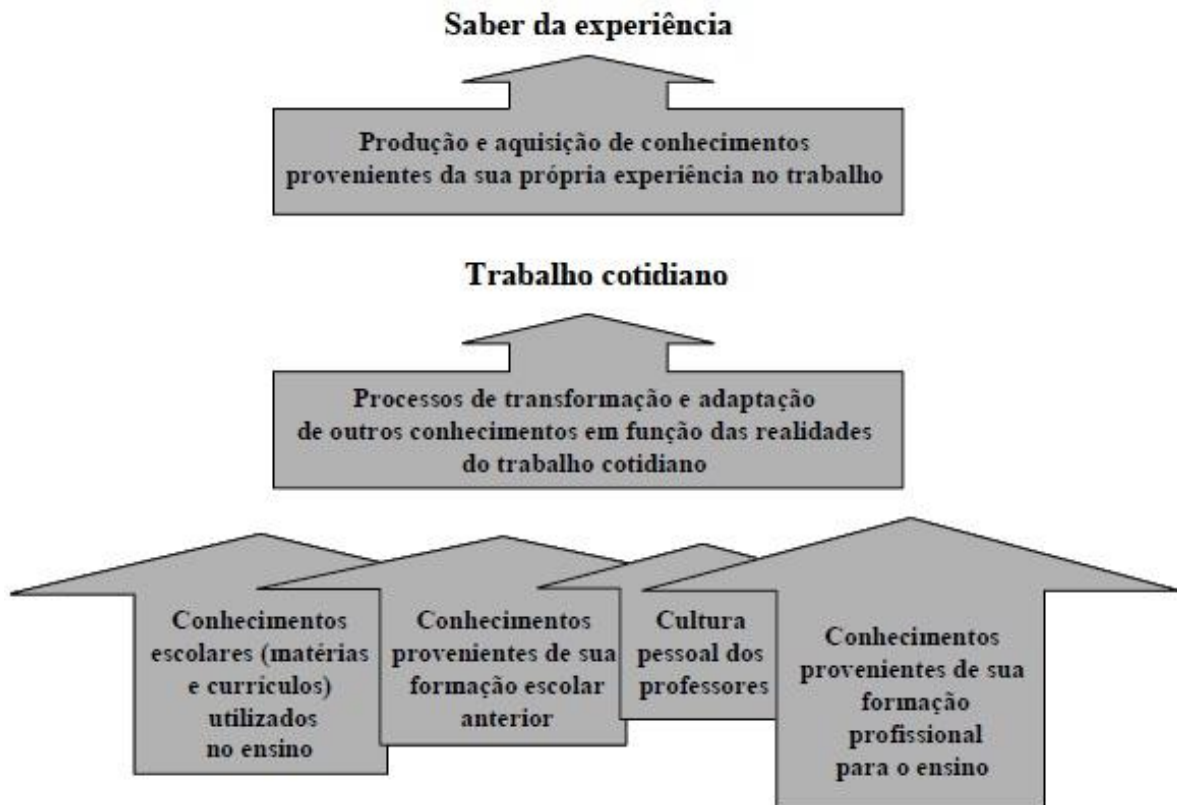 Saber da experiência
Produção e aquisição de conhecimentos
provenientes da sua própria experiência no trabalho
Trabalho cotidiano
Processos de transformação e adaptação
de outros conhecimentos em função das realidades
do trabalho cotidiano
Conhecimentos
escolares (matérias
e currículos)
utilizados
no ensino
Conhecimentos
provenientes de sua
formação escolar
anterior
Cultura
pessoal dos
professores
Conhecimentos
provenientes de sua
formação
profissional
para o ensino